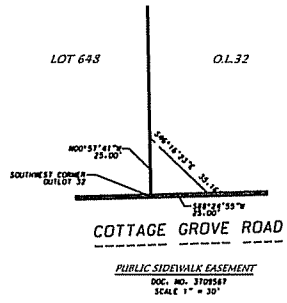 LOT 648
O.L.32
N00°57'41"W
25.00'
S46°16'23"E
35.16
SOUTHWEST CORNER
OUTLOT 32
S88°24'55"W
25.00'
COTTAGE GROVE ROAD
PUBLIC SIDEWALK EASEMENT
DOC. NO. 3709567
SCALE 1" = 30'